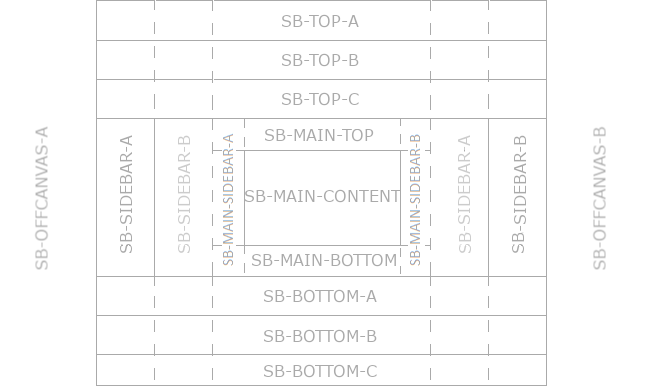 SB-TOP-A
SB-TOP-B
SB-TOP-C
SB-OFFCANVAS-A
SB-SIDEBAR-A
SB-SIDEBAR-B
SB-MAIN-SIDEBAR-A
SB-MAIN-TOP
SB-MAIN-CONTENT
SB-MAIN-BOTTOM
SB-MAIN-SIDEBAR-B
SB-SIDEBAR-A
SB-SIDEBAR-B
SB-OFFCANVAS-B
SB-BOTTOM-A
SB-BOTTOM-B
SB-BOTTOM-C